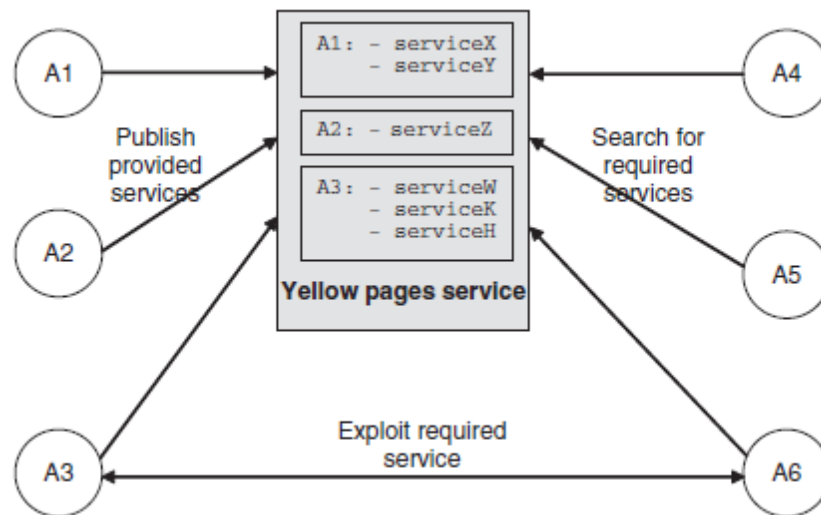 A1
A1: - serviceX
- serviceY
A4
Publish
provided
services
A2: - serviceZ
Search for
required
services
A3: - serviceW
- serviceK
- serviceH
A2
A5
Yellow pages service
Exploit required
service
A3
A6